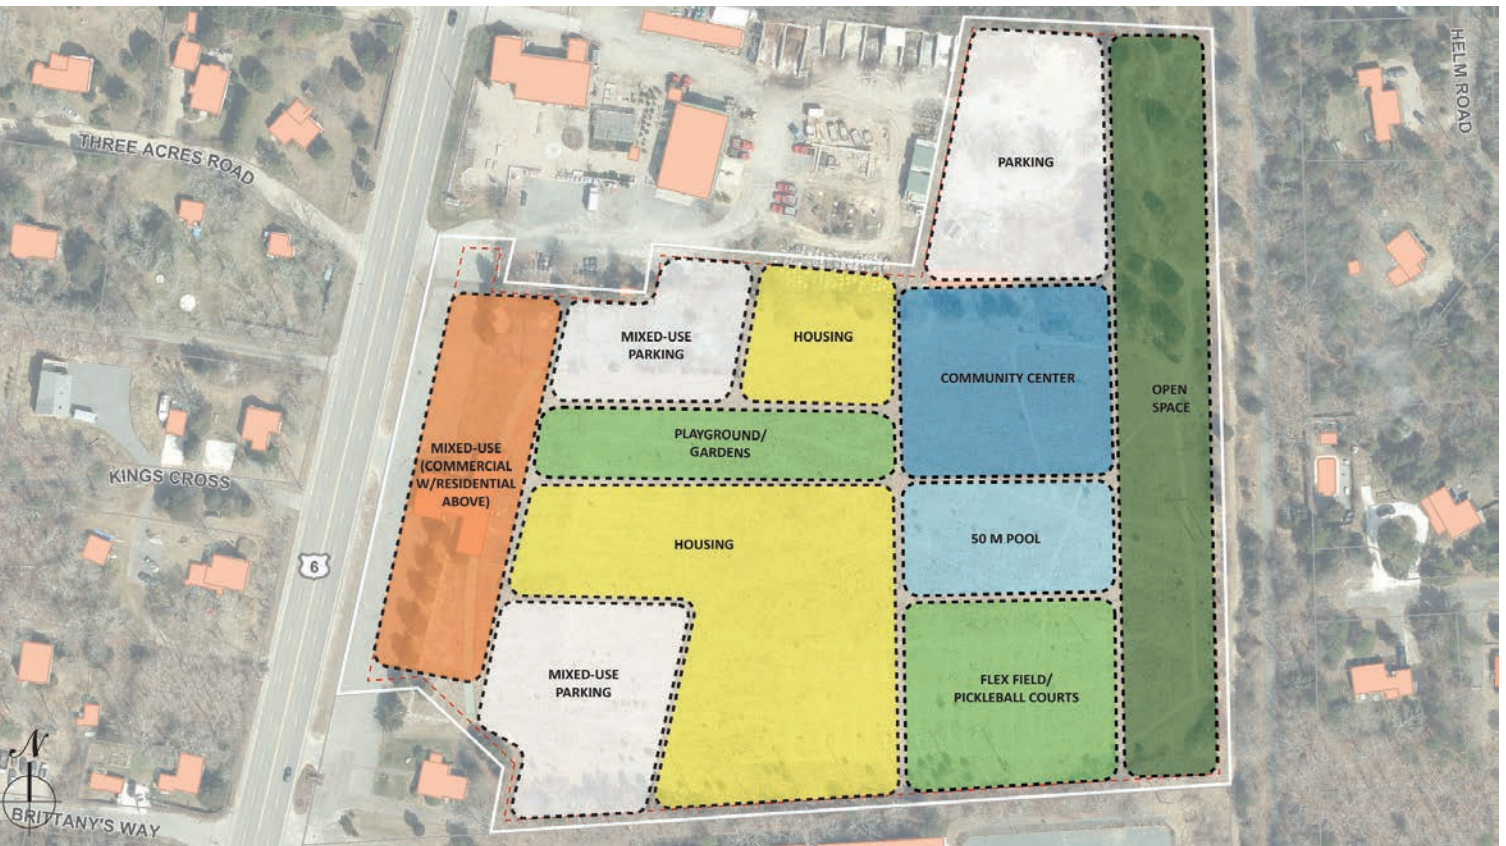 HELM ROAD
THREE ACRES ROAD
PARKING
MIXED-USE
PARKING
HOUSING
COMMUNITY CENTER
OPEN
SPACE
PLAYGROUND/
GARDENS
MIXED-USE
(COMMERCIAL
W/RESIDENTIAL
ABOVE)
KINGS CROSS
HOUSING
50 M POOL
6
MIXED-USE
PARKING
FLEX FIELD/
PICKLEBALL COURTS
N
BRITTANY'S WAY